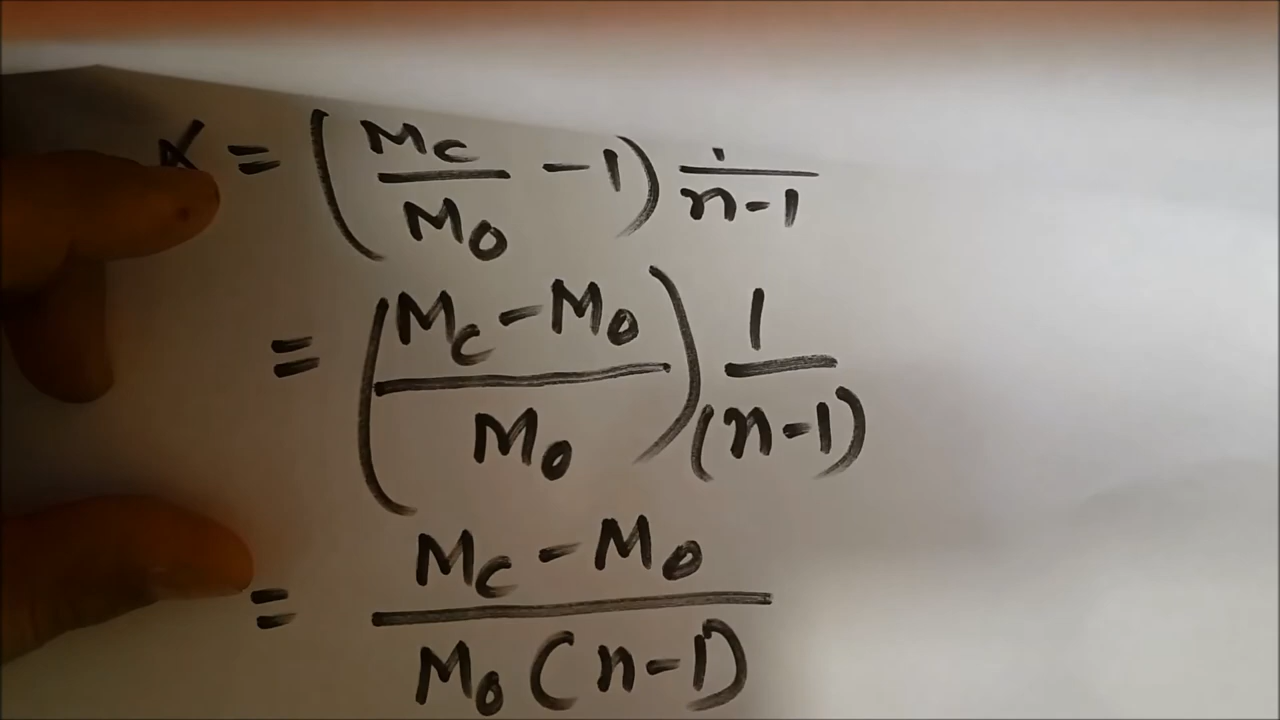 α = (Mc/Mo - 1) 1/n-1
= (Mc - Mo/Mo) 1/(n-1)
= Mc - Mo/Mo(n-1)